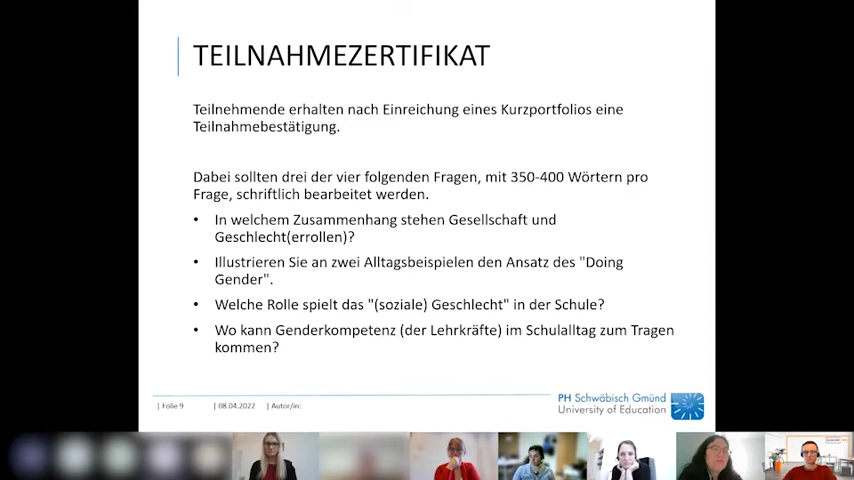 TEILNAHMEZERTIFIKAT
Teilnehmende erhalten nach Einreichung eines Kurzportfolios eine
Teilnahmebestätigung.
Dabei sollten drei der vier folgenden Fragen, mit 350-400 Wörtern pro
Frage, schriftlich bearbeitet werden.
• In welchem Zusammenhang stehen Gesellschaft und
Geschlecht(errollen)?
• Illustrieren Sie an zwei Alltagsbeispielen den Ansatz des "Doing
Gender".
• Welche Rolle spielt das "(soziale) Geschlecht" in der Schule?
• Wo kann Genderkompetenz (der Lehrkräfte) im Schulalltag zum Tragen
kommen?
| Folie 9 | 08.04.2022 | Autor/in:
PH Schwäbisch Gmünd
University of Education